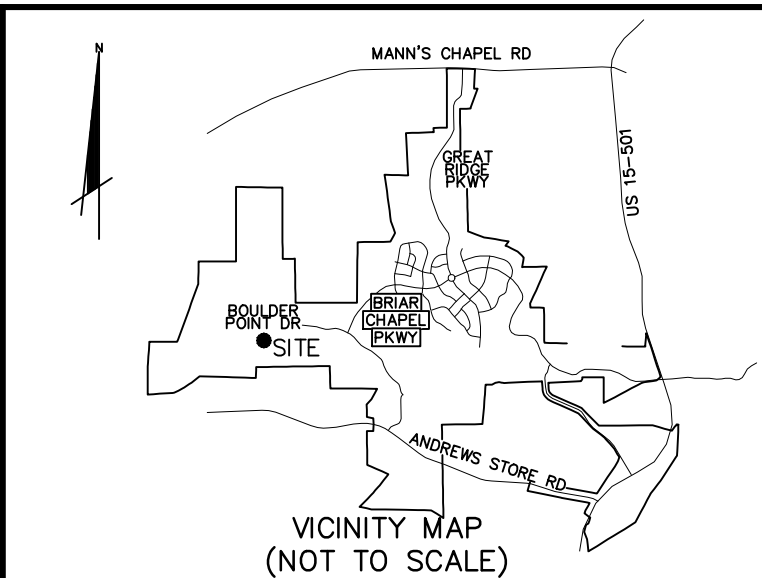 N
MANN'S CHAPEL RD
GREAT
RIDGE
PKWY
US 15-501
BOULDER
POINT DR
SITE
BRIAR
CHAPEL
PKWY
ANDREWS STORE RD
VICINITY MAP
(NOT TO SCALE)